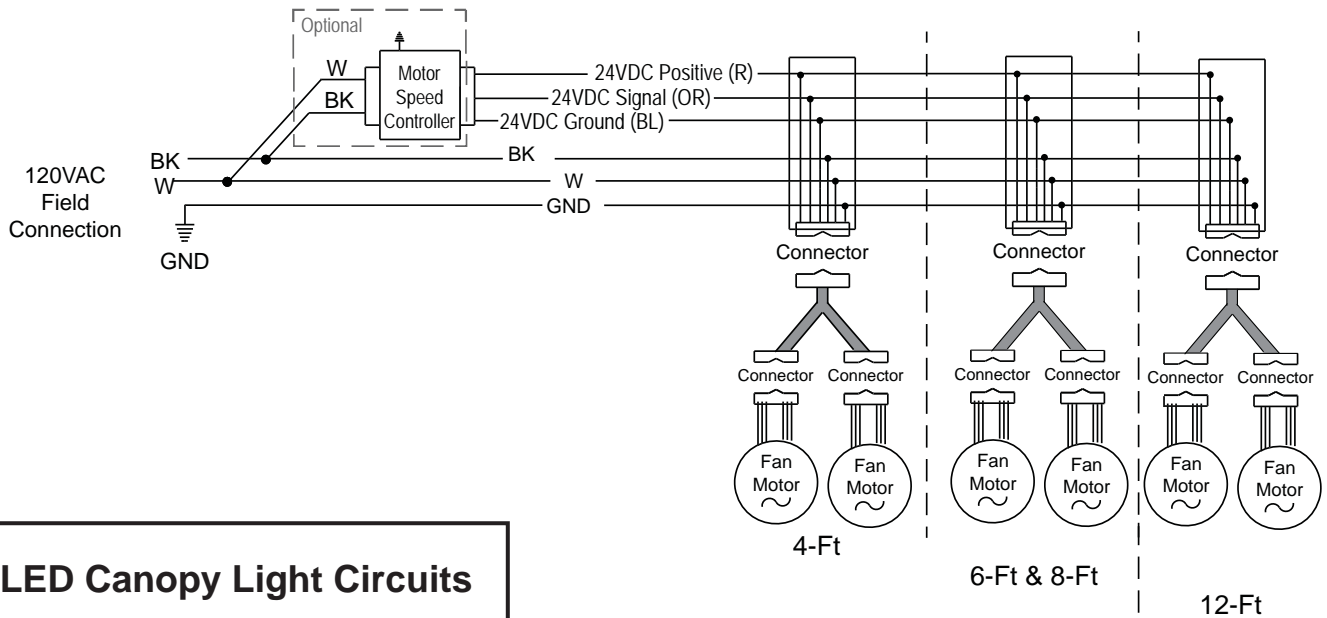 Optional
W
BK
Motor
Speed
Controller
24VDC Positive (R)
24VDC Signal (OR)
24VDC Ground (BL)
120VAC
Field
Connection
BK
W
GND
BK
W
GND
Connector
Connector
Connector
Connector
Connector
Connector
Connector
Connector
Connector
Fan
Motor
Fan
Motor
Fan
Motor
Fan
Motor
Fan
Motor
Fan
Motor
4-Ft
6-Ft & 8-Ft
12-Ft
LED Canopy Light Circuits